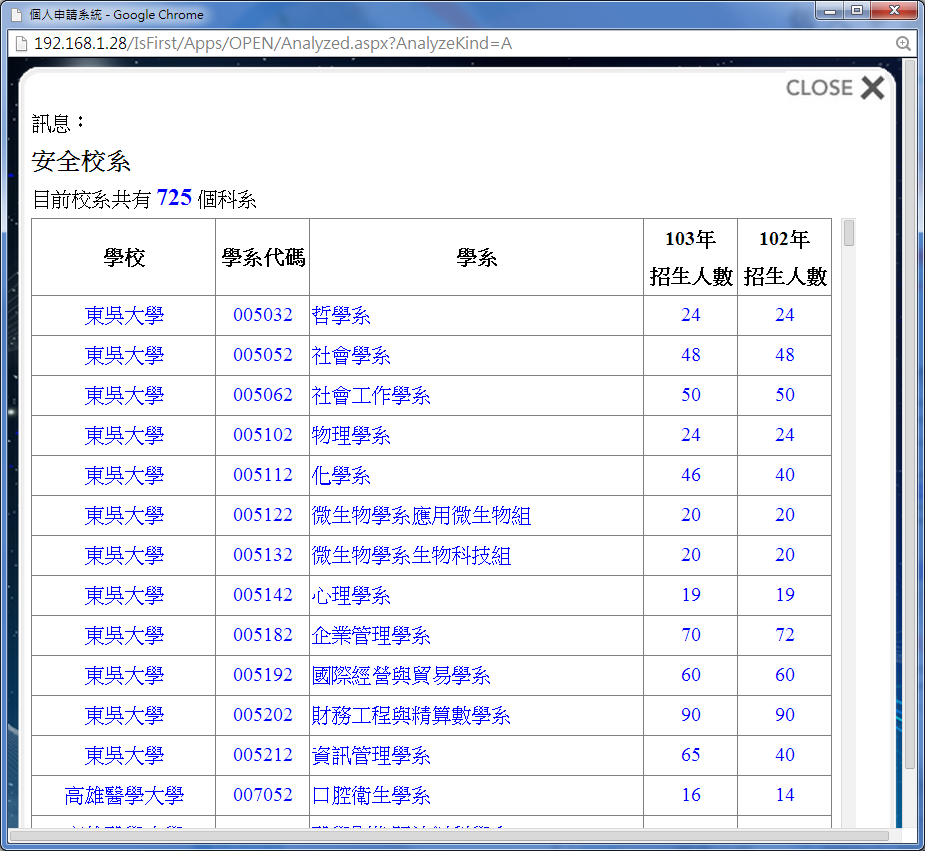 個人申請系統 - Google Chrome
192.168.1.28/IsFirst/Apps/OPEN/Analyzed.aspx?AnalyzeKind=A
CLOSE
訊息：
安全校系
目前校系共有 725 個科系
學校 學系代碼 學系 103年 招生人數 102年 招生人數
東吳大學 005032 哲學系 24 24
東吳大學 005052 社會學系 48 48
東吳大學 005062 社會工作學系 50 50
東吳大學 005102 物理學系 24 24
東吳大學 005112 化學系 46 40
東吳大學 005122 微生物學系應用微生物組 20 20
東吳大學 005132 微生物學系生物科技組 20 20
東吳大學 005142 心理學系 19 19
東吳大學 005182 企業管理學系 70 72
東吳大學 005192 國際經營與貿易學系 60 60
東吳大學 005202 財務工程與精算數學系 90 90
東吳大學 005212 資訊管理學系 65 40
高雄醫學大學 007052 口腔衛生學系 16 14